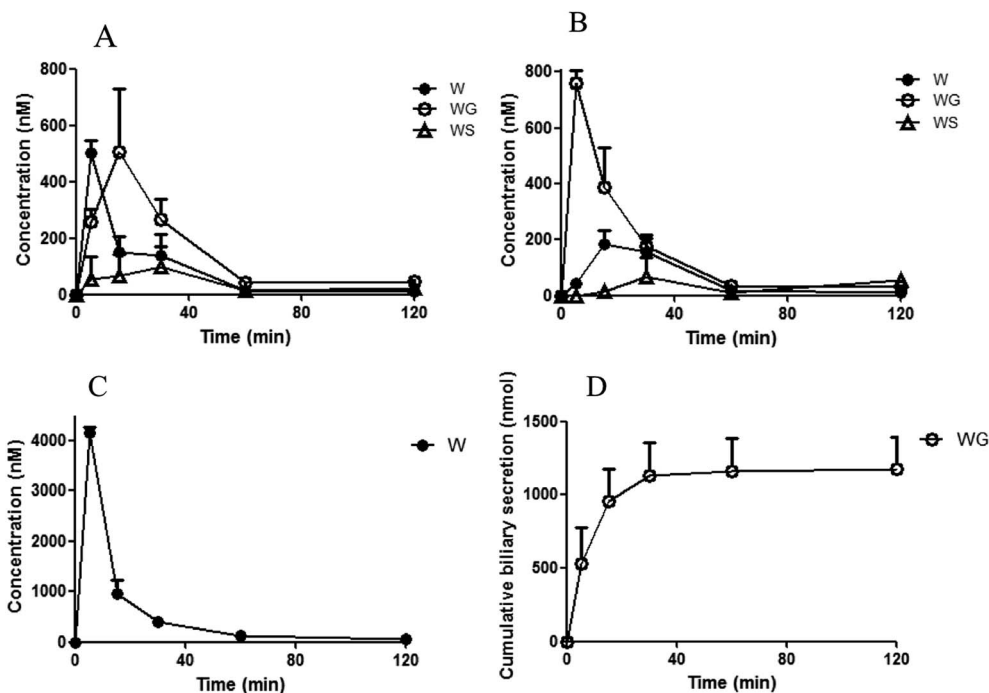 A
Concentration (nM)
800
600
400
200
0
0 40 80 120
Time (min)
W
WG
WS
B
Concentration (nM)
800
600
400
200
0
0 40 80 120
Time (min)
W
WG
WS
C
Concentration (nM)
4000
3000
2000
1000
0
0 40 80 120
Time (min)
W
D
Cumulative biliary secretion (nmol)
1500
1000
500
0
0 40 80 120
Time (min)
WG